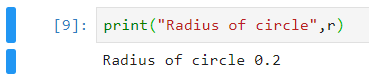 [9]: print("Radius of circle",r)
Radius of circle 0.2